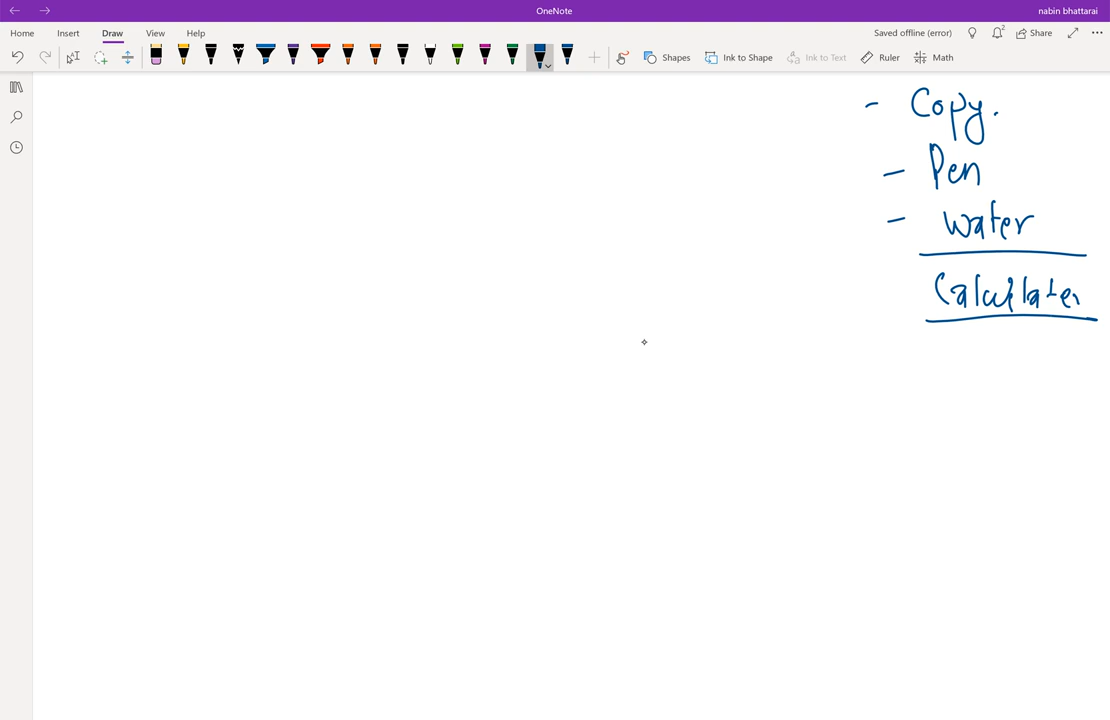 OneNote
nabin bhattarai
Home Insert Draw View Help
Saved offline (error)
2
Share
Shapes
Ink to Shape
Ink to Text
Ruler
Math
- Copy.
- Pen
- water
Calculater